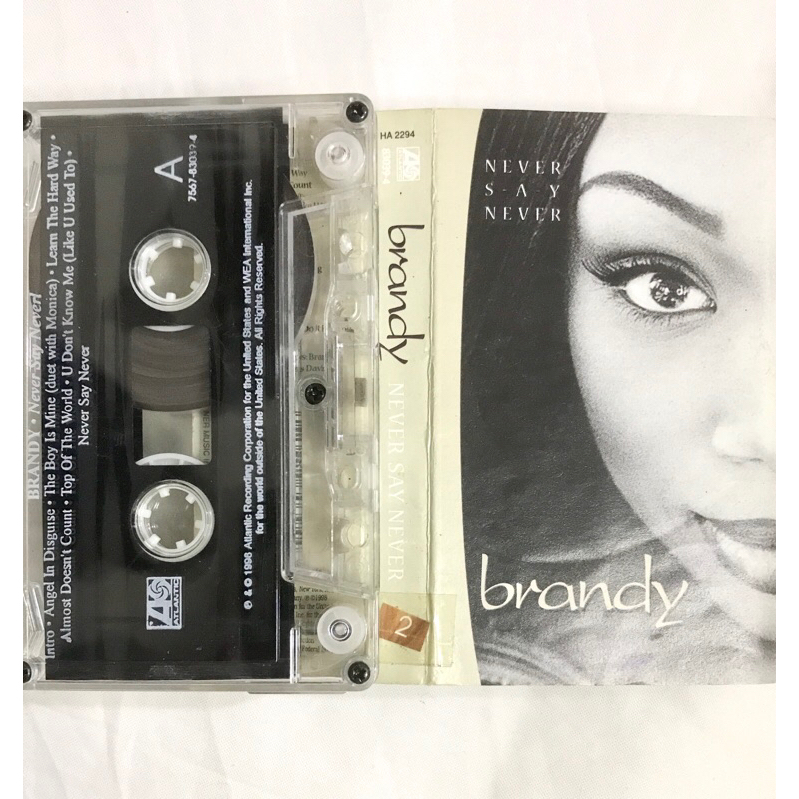 BRANDY • Never Say Never!
Intro • Angel In Disguise • The Boy Is Mine (duet with Monica) • Learn The Hard Way •
Almost Doesn't Count • Top Of The World • U Don't Know Me (Like U Used To) •
Never Say Never
A
7567-83039-4
ATLANTIC
℗ & © 1998 Atlantic Recording Corporation for the United States and WEA International Inc.
for the world outside of the United States. All Rights Reserved.
HA 2294
83039-4
brandy
NEVER SAY NEVER
2
NEVER
S-A-Y
NEVER
brandy